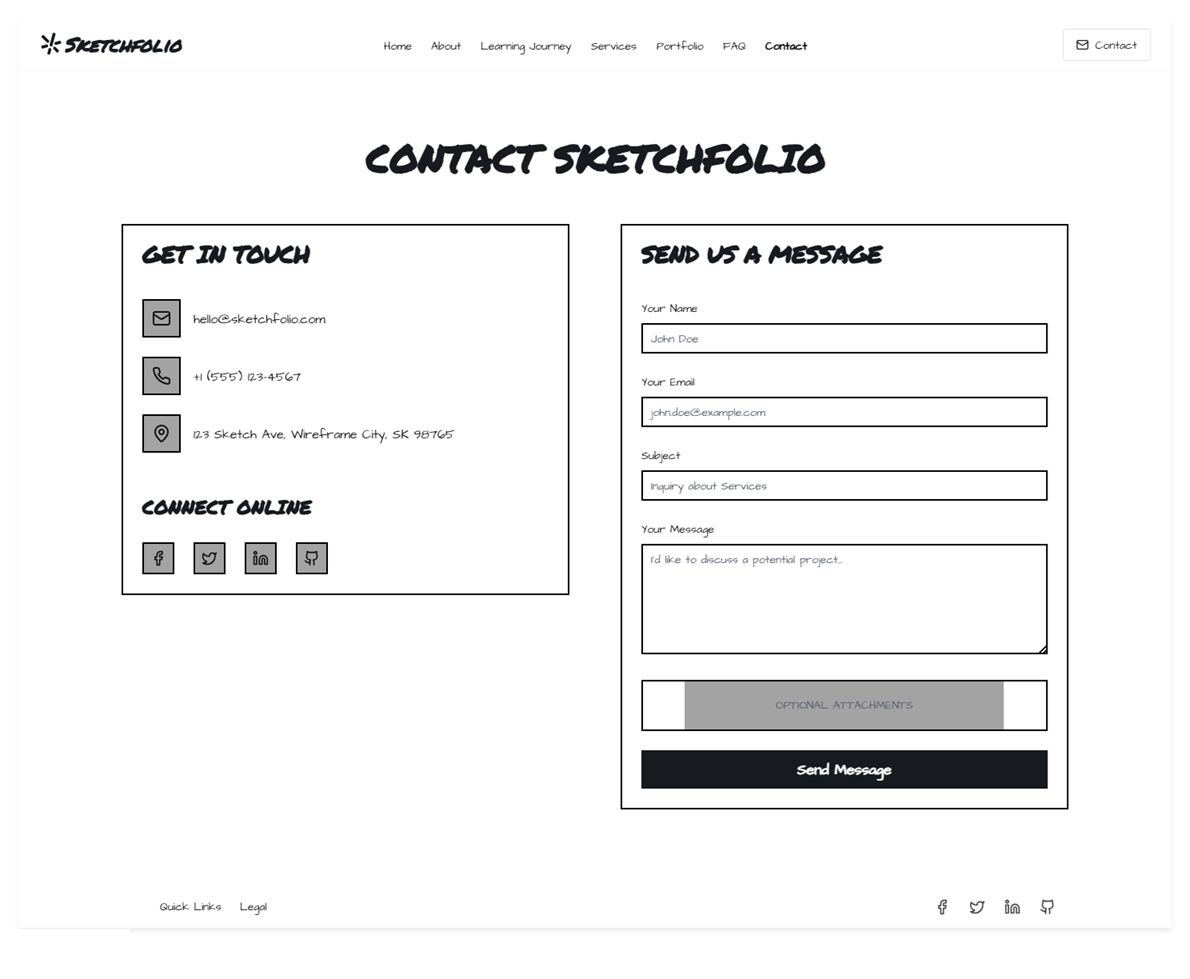 Sketchfolio
Home About Learning Journey Services Portfolio FAQ Contact
Contact
CONTACT SKETCHFOLIO
GET IN TOUCH
hello@sketchfolio.com
+1 (555) 123-4567
123 Sketch Ave, Wireframe City, SK 98765
CONNECT ONLINE
SEND US A MESSAGE
Your Name
John Doe
Your Email
john.doe@example.com
Subject
Inquiry about Services
Your Message
I'd like to discuss a potential project...
OPTIONAL ATTACHMENTS
Send Message
Quick Links Legal